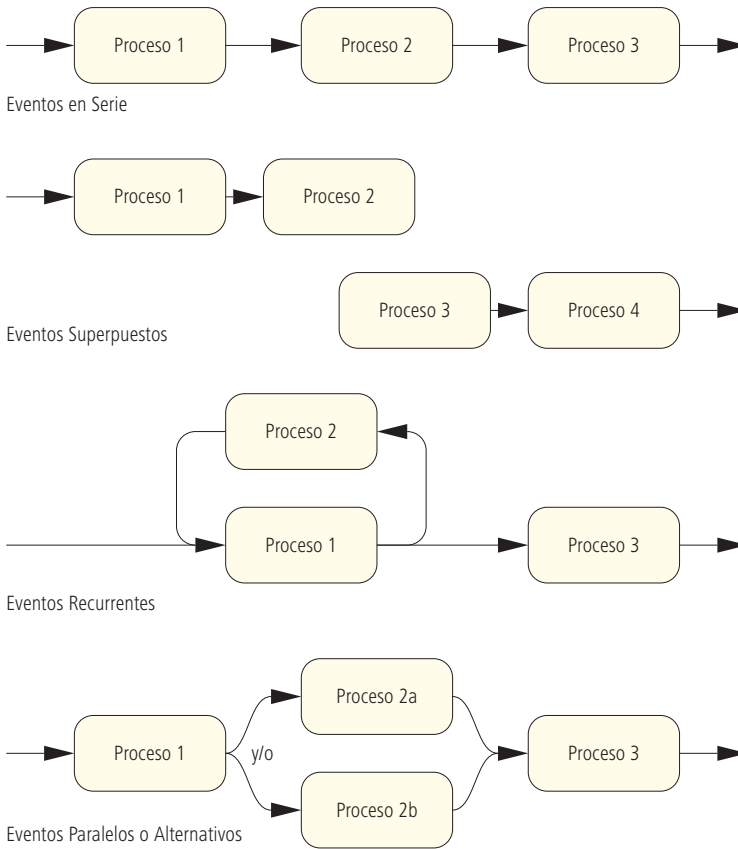 Proceso 1
Proceso 2
Proceso 3
Eventos en Serie
Proceso 1
Proceso 2
Proceso 3
Proceso 4
Eventos Superpuestos
Proceso 2
Proceso 1
Proceso 3
Eventos Recurrentes
Proceso 2a
Proceso 1
y/o
Proceso 3
Proceso 2b
Eventos Paralelos o Alternativos